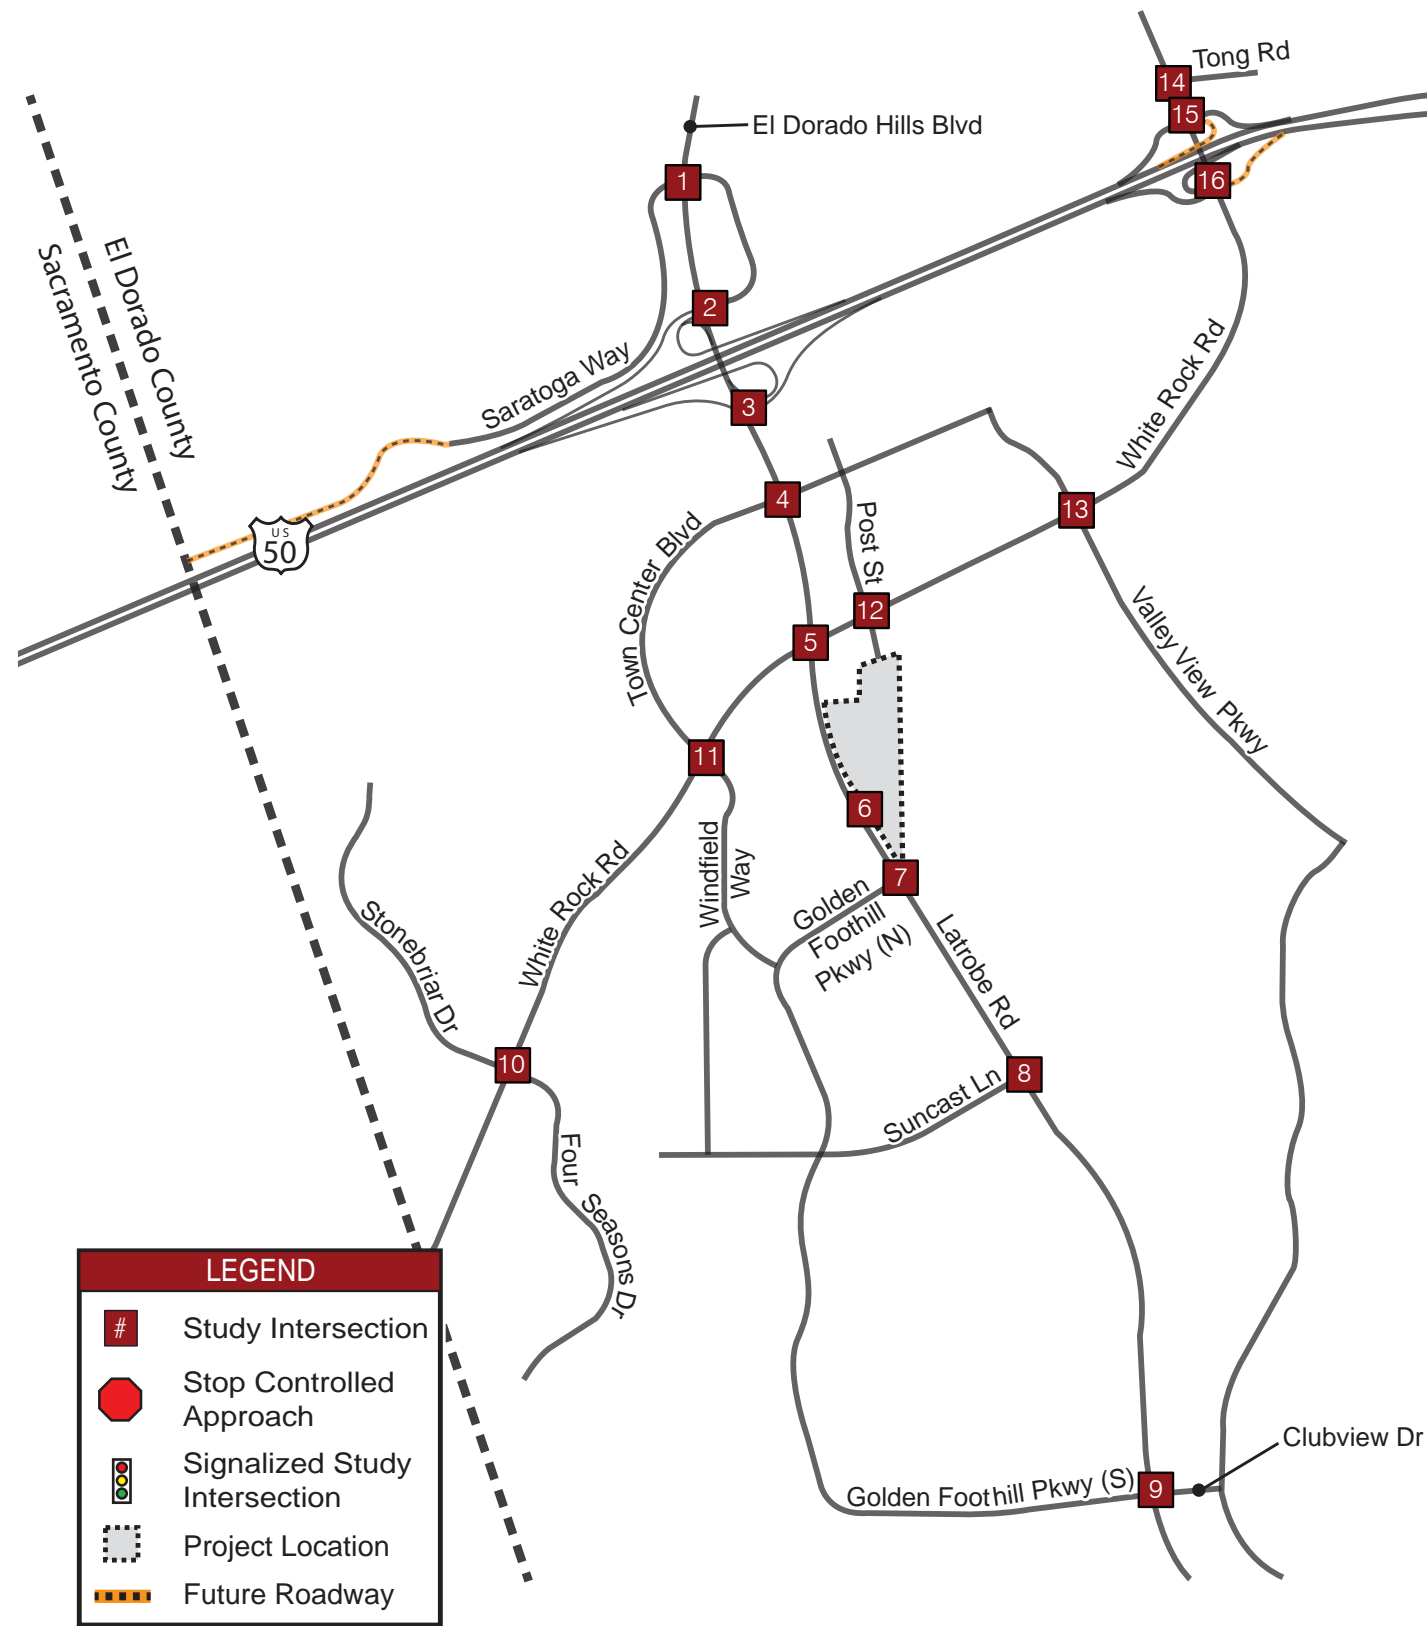 Tong Rd
14
15
El Dorado Hills Blvd
1
16
El Dorado County
Sacramento County
2
Saratoga Way
White Rock Rd
3
4
13
US
50
Post St
Town Center Blvd
12
5
Valley View Pkwy
11
6
Windfield
Way
7
White Rock Rd
Golden
Foothill
Pkwy (N)
Stonebriar Dr
Latrobe Rd
10
8
Suncast Ln
Four Seasons Dr
LEGEND
# Study Intersection
Stop Controlled
Approach
Signalized Study
Intersection
Project Location
Future Roadway
Clubview Dr
Golden Foothill Pkwy (S)
9